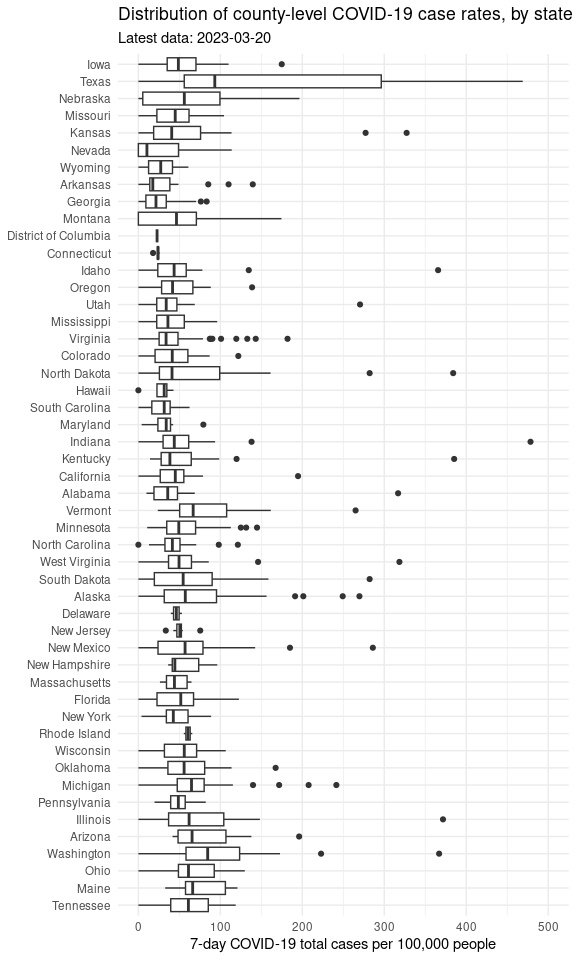 Distribution of county-level COVID-19 case rates, by state
Latest data: 2023-03-20
Iowa
Texas
Nebraska
Missouri
Kansas
Nevada
Wyoming
Arkansas
Georgia
Montana
District of Columbia
Connecticut
Idaho
Oregon
Utah
Mississippi
Virginia
Colorado
North Dakota
Hawaii
South Carolina
Maryland
Indiana
Kentucky
California
Alabama
Vermont
Minnesota
North Carolina
West Virginia
South Dakota
Alaska
Delaware
New Jersey
New Mexico
New Hampshire
Massachusetts
Florida
New York
Rhode Island
Wisconsin
Oklahoma
Michigan
Pennsylvania
Illinois
Arizona
Washington
Ohio
Maine
Tennessee
0 100 200 300 400 500
7-day COVID-19 total cases per 100,000 people